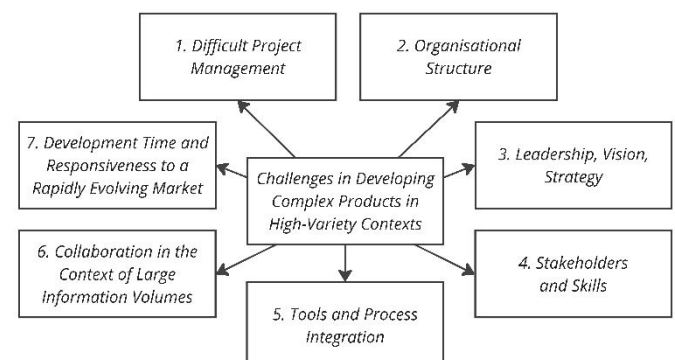 1. Difficult Project
Management
2. Organisational
Structure
7. Development Time and
Responsiveness to a
Rapidly Evolving Market
Challenges in Developing
Complex Products in
High-Variety Contexts
3. Leadership, Vision,
Strategy
6. Collaboration in the
Context of Large
Information Volumes
4. Stakeholders
and Skills
5. Tools and Process
Integration